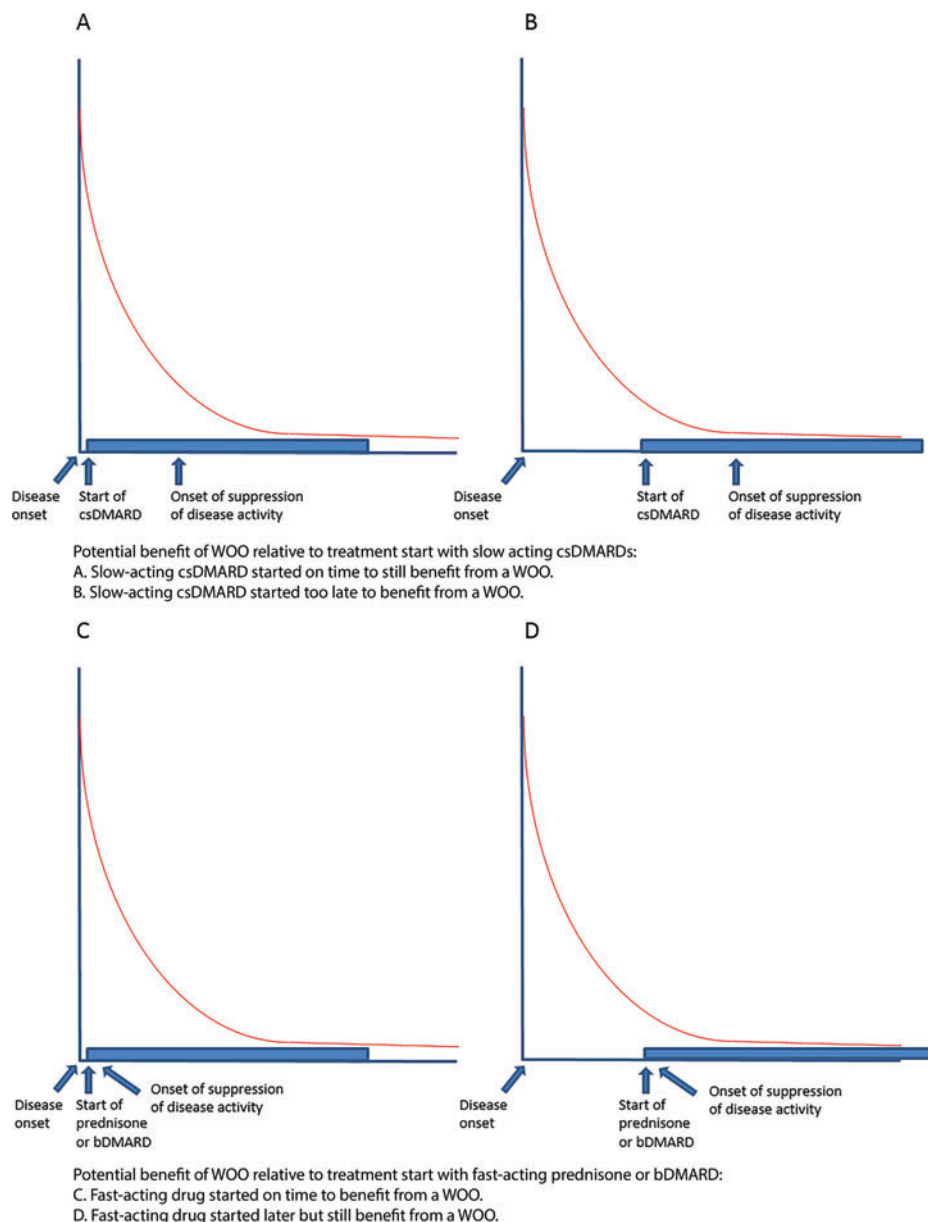 A
B
Disease
onset
Start of
csDMARD
Onset of suppression
of disease activity
Disease
onset
Start of
csDMARD
Onset of suppression
of disease activity
Potential benefit of WOO relative to treatment start with slow acting csDMARDs:
A. Slow-acting csDMARD started on time to still benefit from a WOO.
B. Slow-acting csDMARD started too late to benefit from a WOO.
C
D
Disease
onset
Start of
prednisone
or bDMARD
Onset of suppression
of disease activity
Disease
onset
Start of
prednisone
or bDMARD
Onset of suppression
of disease activity
Potential benefit of WOO relative to treatment start with fast-acting prednisone or bDMARD:
C. Fast-acting drug started on time to benefit from a WOO.
D. Fast-acting drug started later but still benefit from a WOO.